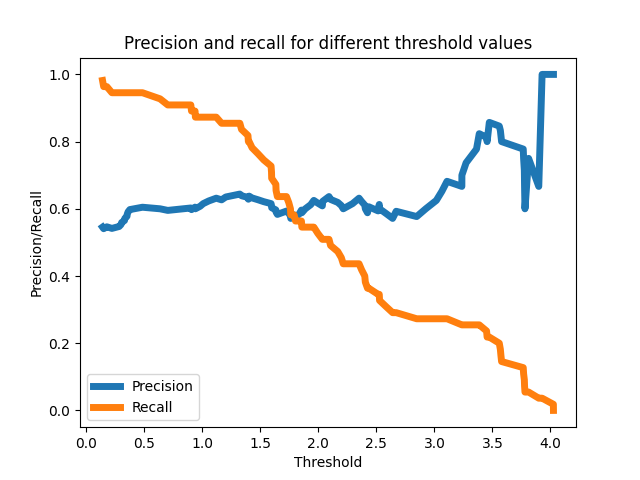 Precision and recall for different threshold values
Precision/Recall
1.0
0.8
0.6
0.4
0.2
0.0
Precision
Recall
0.0 0.5 1.0 1.5 2.0 2.5 3.0 3.5 4.0
Threshold